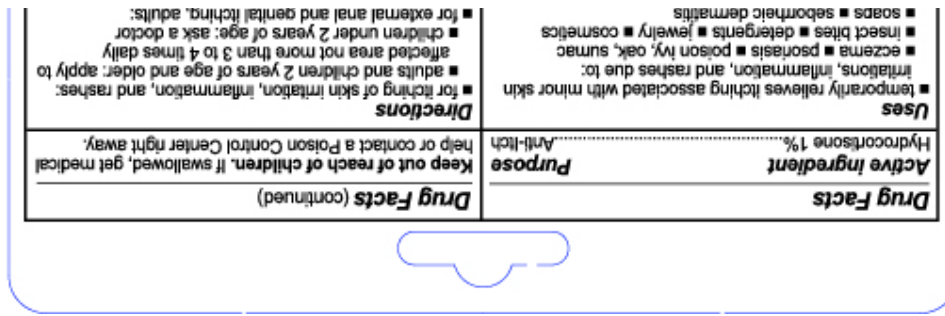 Drug Facts
Active ingredient Purpose
Hydrocortisone 1%..................................................Anti-itch
Uses
■ temporarily relieves itching associated with minor skin
irritations, inflammation, and rashes due to:
■ eczema ■ psoriasis ■ poison ivy, oak, sumac
■ insect bites ■ detergents ■ jewelry ■ cosmetics
■ soaps ■ seborrheic dermatitis
Drug Facts (continued)
Keep out of reach of children. If swallowed, get medical
help or contact a Poison Control Center right away.
Directions
■ for itching of skin irritation, inflammation, and rashes:
■ adults and children 2 years of age and older: apply to
affected area not more than 3 to 4 times daily
■ children under 2 years of age: ask a doctor
■ for external anal and genital itching, adults: